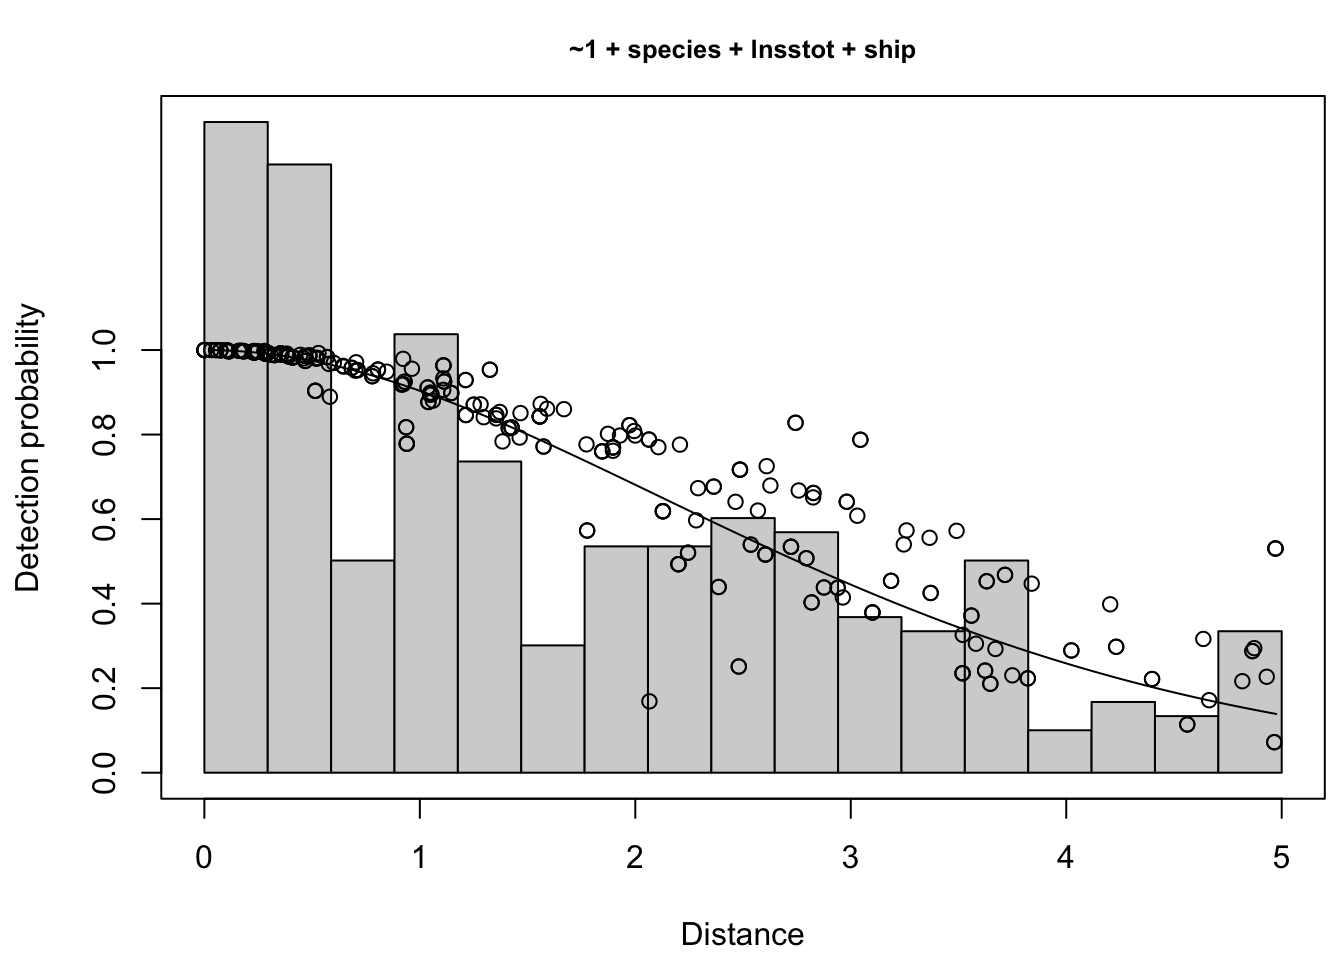 ~1 + species + lnsstot + ship
Detection probability
1.0
0.8
0.6
0.4
0.2
0.0
0 1 2 3 4 5
Distance